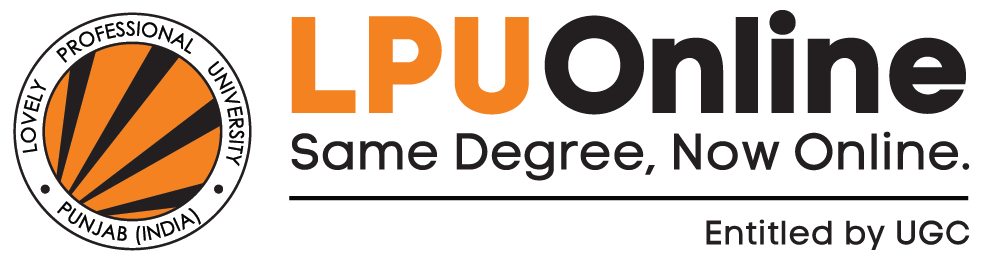 LOVELY PROFESSIONAL UNIVERSITY
PUNJAB (INDIA)
LPUOnline
Same Degree, Now Online.
Entitled by UGC